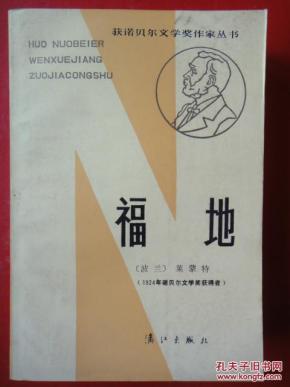 获诺贝尔文学奖作家丛书
HUO NUOBEIER
WENXUEJIANG
ZUOJIACONGSHU
福地
〔波兰〕莱蒙特
(1924年诺贝尔文学奖获得者)
漓江出版社
孔夫子旧书网